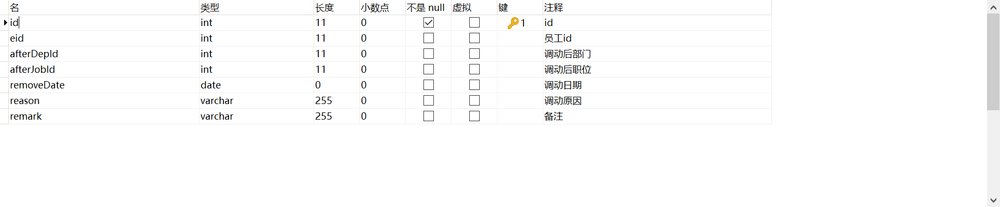 名 类型 长度 小数点 不是 null 虚拟 键 注释
id int 11 0 1 id
eid int 11 0 员工id
afterDepId int 11 0 调动后部门
afterJobId int 11 0 调动后职位
removeDate date 0 0 调动日期
reason varchar 255 0 调动原因
remark varchar 255 0 备注